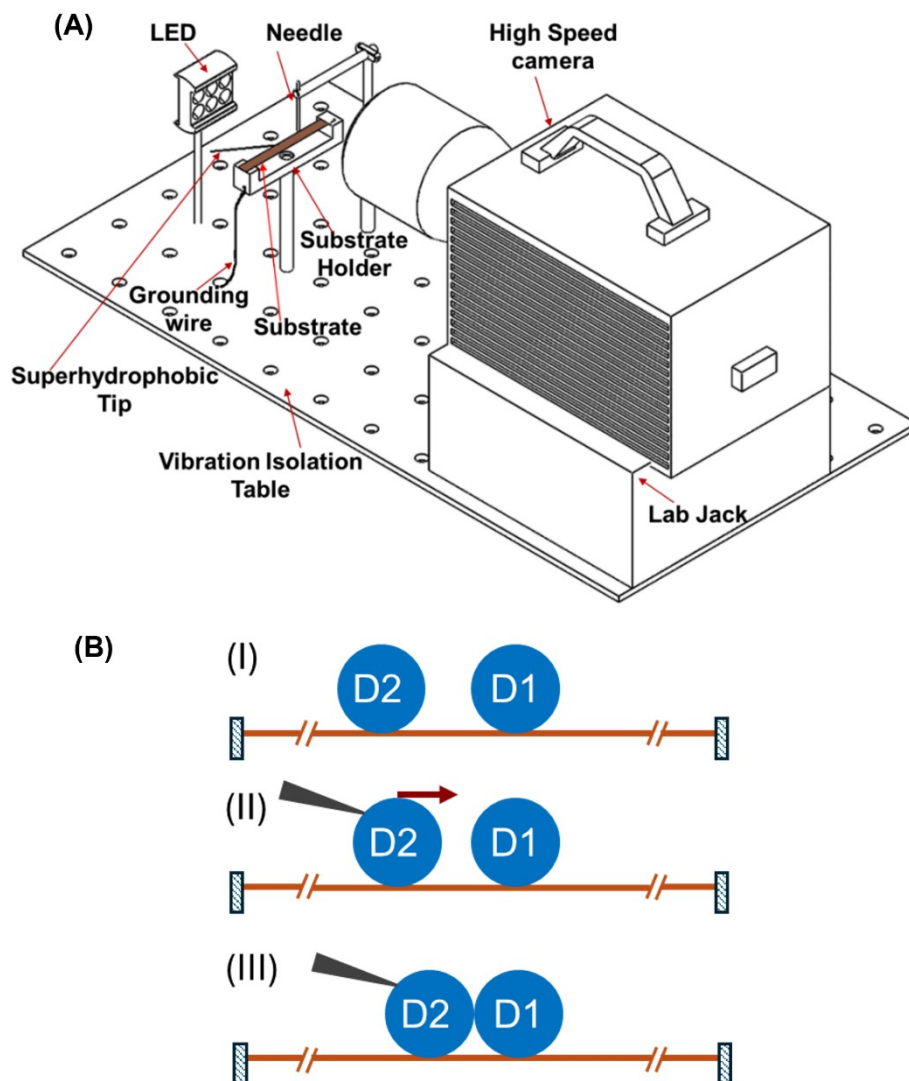 (A)
LED
Needle
High Speed
camera
Substrate
Holder
Grounding
wire
Substrate
Superhydrophobic
Tip
Vibration Isolation
Table
Lab Jack
(B)
(I)
D2 D1
(II)
D2 D1
(III)
D2 D1